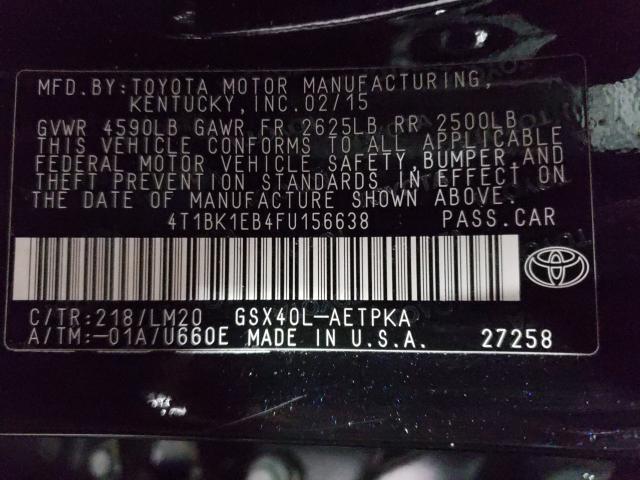 MFD. BY: TOYOTA MOTOR MANUFACTURING,
KENTUCKY, INC. 02/15
GVWR 4590LB GAWR FR 2625LB RR 2500LB
THIS VEHICLE CONFORMS TO ALL APPLICABLE
FEDERAL MOTOR VEHICLE SAFETY, BUMPER, AND
THEFT PREVENTION STANDARDS IN EFFECT ON
THE DATE OF MANUFACTURE SHOWN ABOVE.
4T1BK1EB4FU156638 PASS. CAR
C/TR: 218/LM20 GSX40L-AETPKA
A/TM: -01A/U660E MADE IN U.S.A. 27258